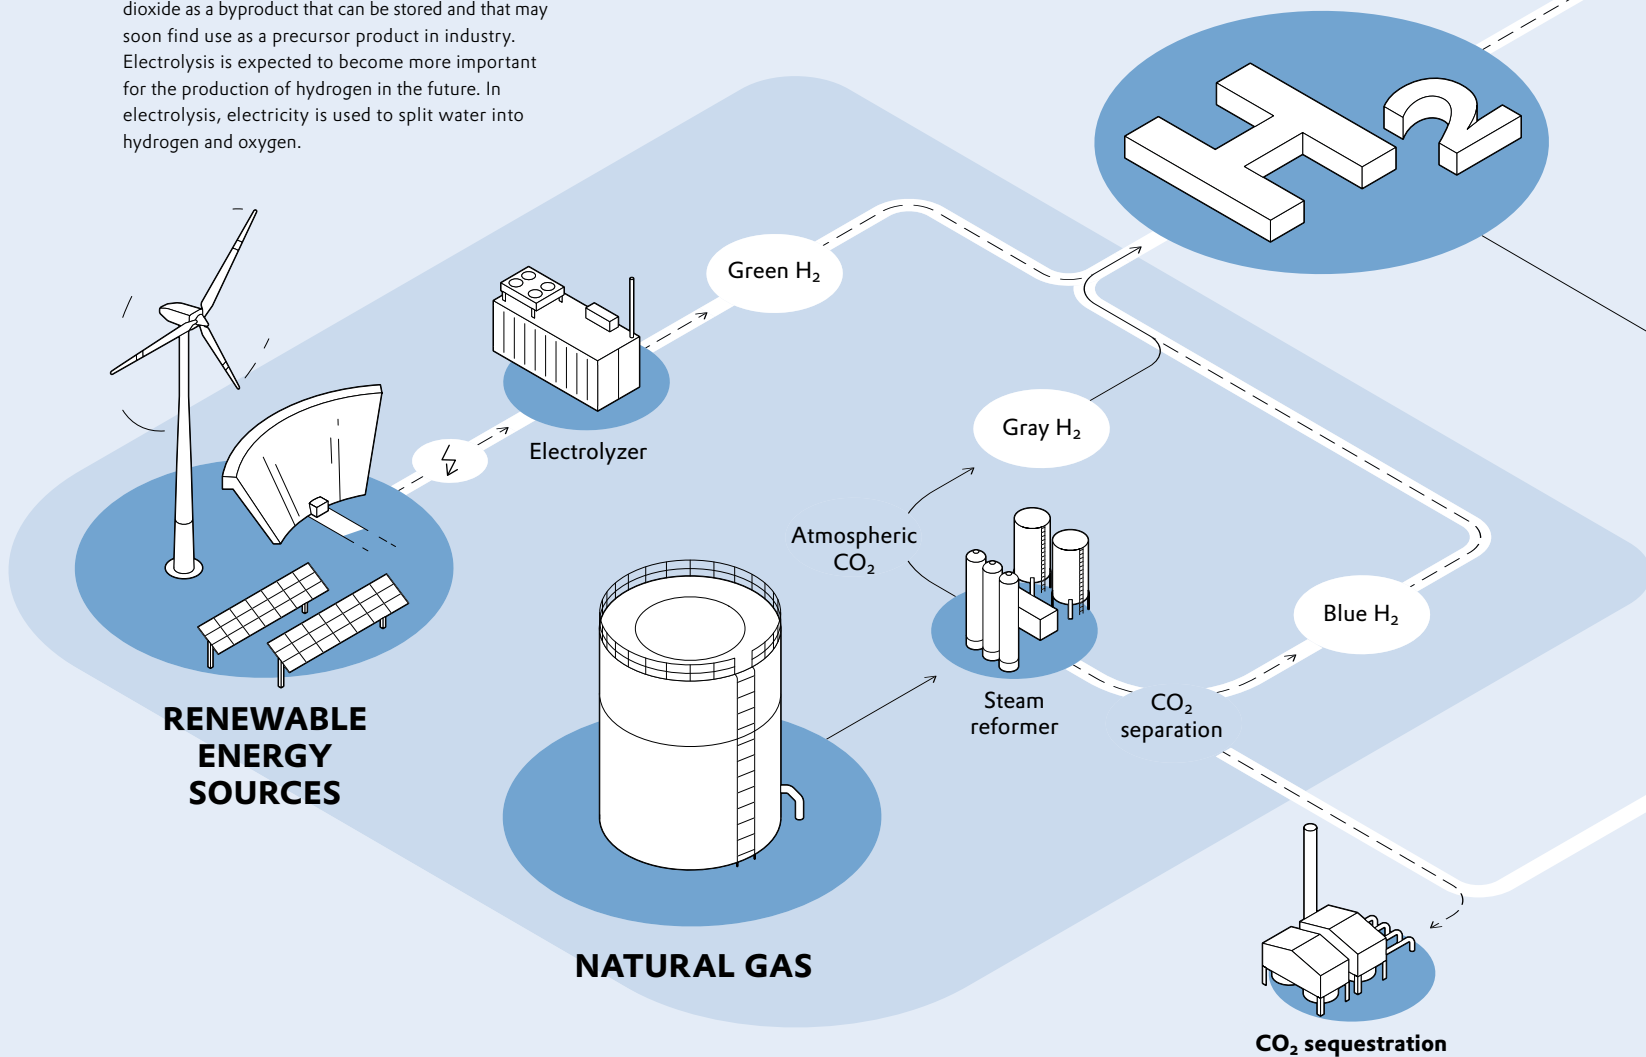 dioxide as a byproduct that can be stored and that may
soon find use as a precursor product in industry.
Electrolysis is expected to become more important
for the production of hydrogen in the future. In
electrolysis, electricity is used to split water into
hydrogen and oxygen.
H2
Green H₂
Electrolyzer
Gray H₂
Atmospheric
CO₂
Blue H₂
Steam
reformer
CO₂
separation
RENEWABLE
ENERGY
SOURCES
NATURAL GAS
CO₂ sequestration